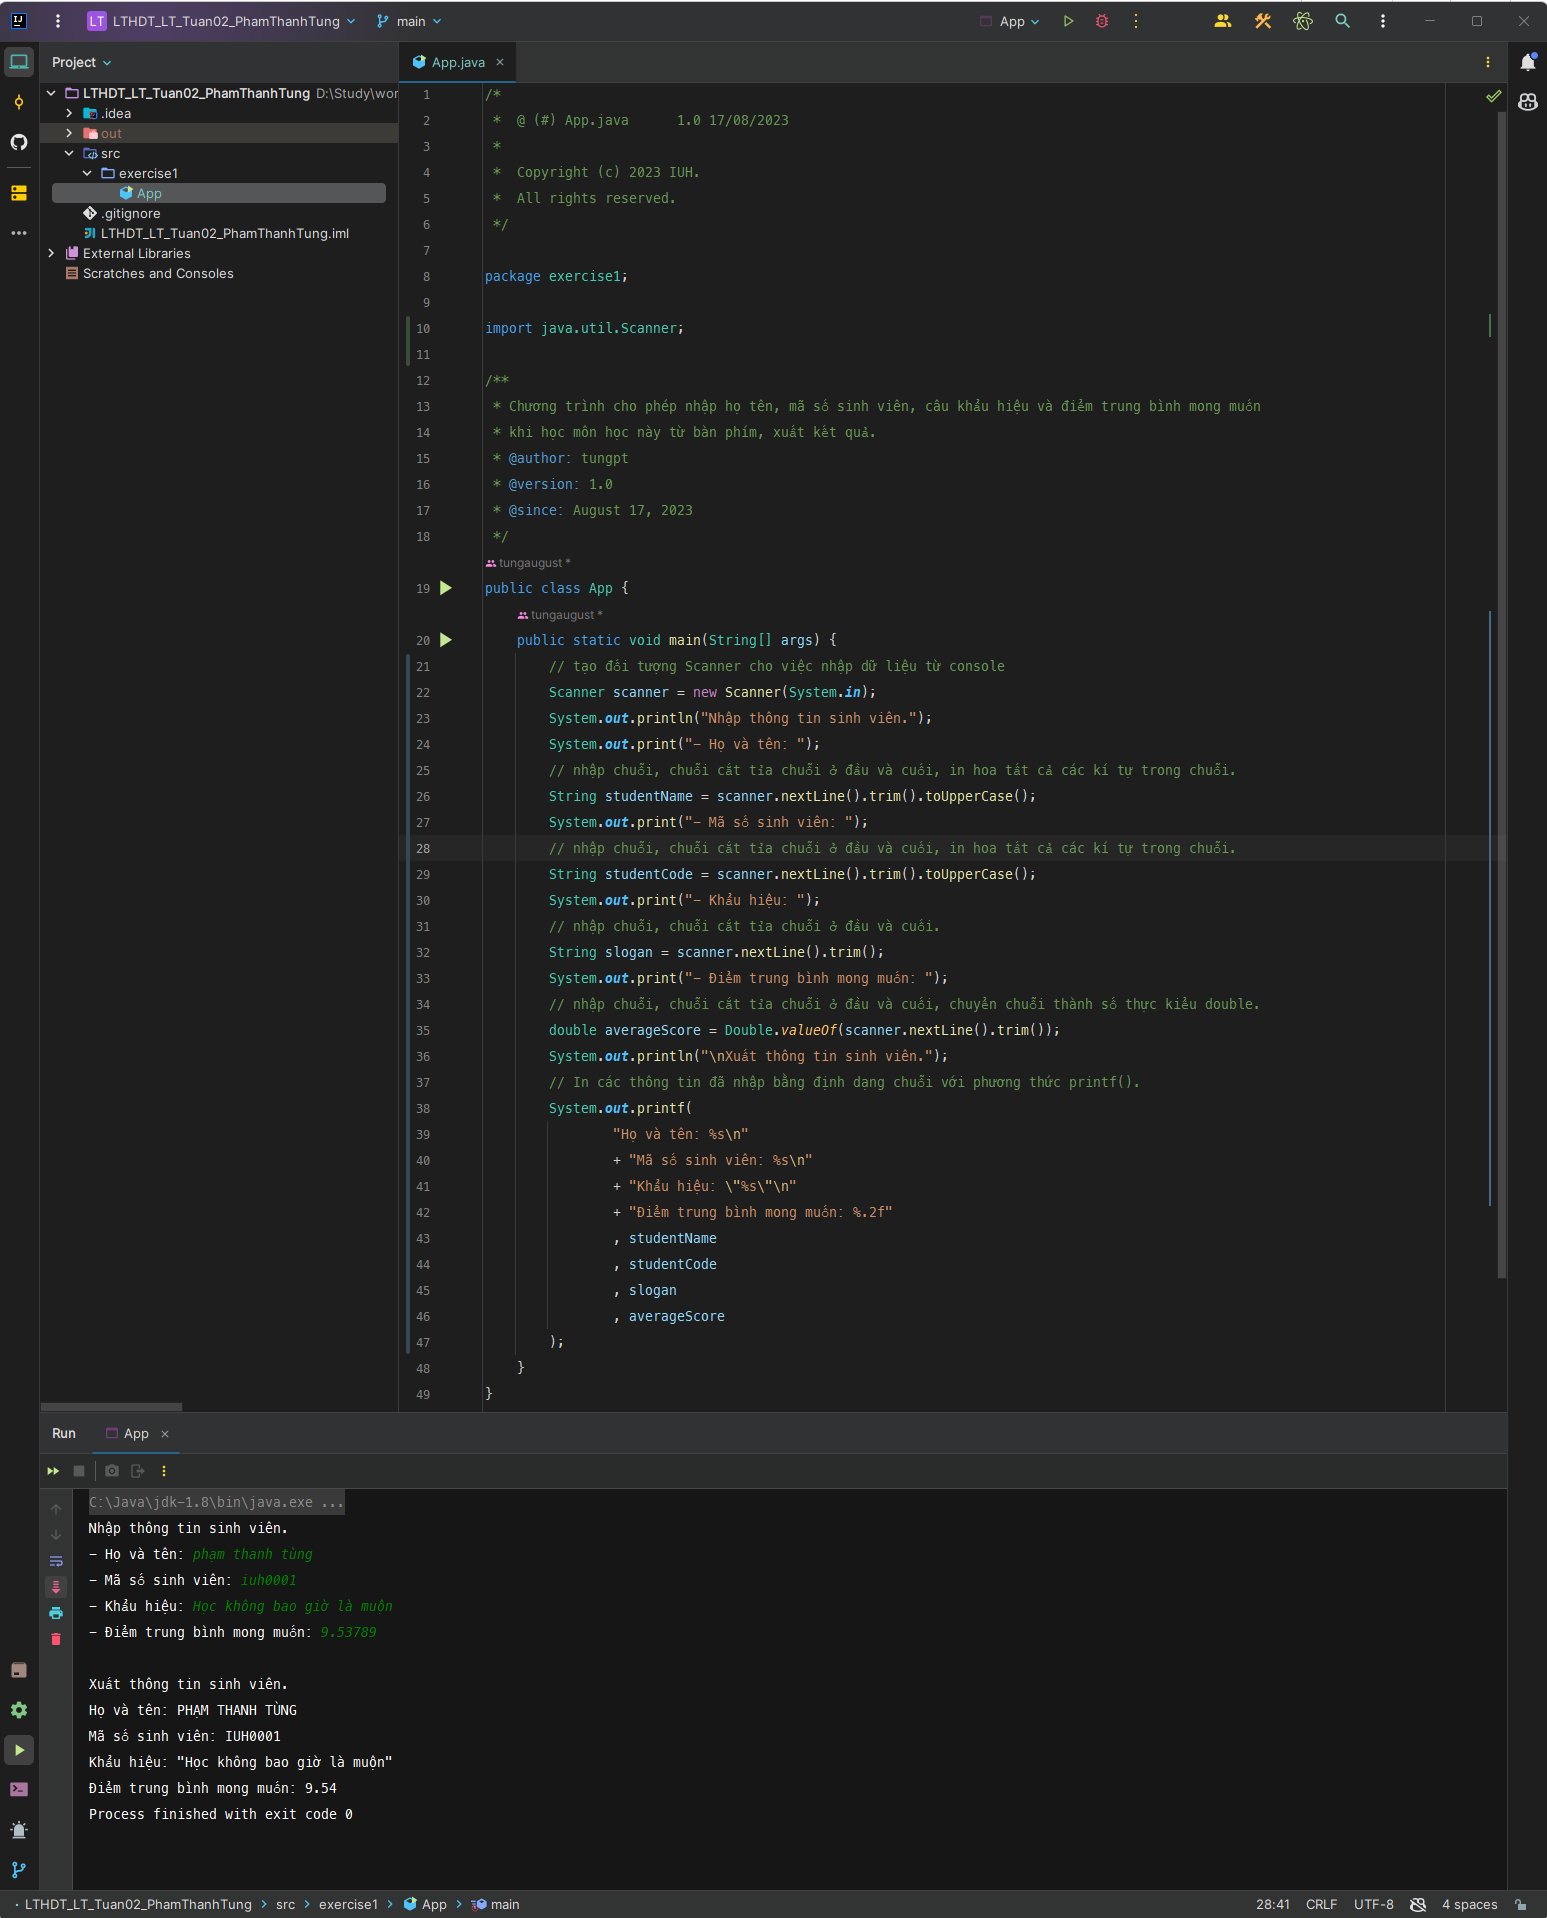 LT LTHDT_LT_Tuan02_PhamThanhTung main App
Project
App.java
LTHDT_LT_Tuan02_PhamThanhTung D:\Study\wor
.idea
out
src
exercise1
App
.gitignore
LTHDT_LT_Tuan02_PhamThanhTung.iml
External Libraries
Scratches and Consoles
1 /*
2  *  @ (#) App.java      1.0 17/08/2023
3  *
4  *  Copyright (c) 2023 IUH.
5  *  All rights reserved.
6  */
7
8 package exercise1;
9
10 import java.util.Scanner;
11
12 /**
13  * Chương trình cho phép nhập họ tên, mã số sinh viên, câu khẩu hiệu và điểm trung bình mong muốn
14  * khi học môn học này từ bàn phím, xuất kết quả.
15  * @author: tungpt
16  * @version: 1.0
17  * @since: August 17, 2023
18  */
tungaugust *
19 public class App {
tungaugust *
20     public static void main(String[] args) {
21         // tạo đối tượng Scanner cho việc nhập dữ liệu từ console
22         Scanner scanner = new Scanner(System.in);
23         System.out.println("Nhập thông tin sinh viên.");
24         System.out.print("- Họ và tên: ");
25         // nhập chuỗi, chuỗi cắt tỉa chuỗi ở đầu và cuối, in hoa tất cả các kí tự trong chuỗi.
26         String studentName = scanner.nextLine().trim().toUpperCase();
27         System.out.print("- Mã số sinh viên: ");
28         // nhập chuỗi, chuỗi cắt tỉa chuỗi ở đầu và cuối, in hoa tất cả các kí tự trong chuỗi.
29         String studentCode = scanner.nextLine().trim().toUpperCase();
30         System.out.print("- Khẩu hiệu: ");
31         // nhập chuỗi, chuỗi cắt tỉa chuỗi ở đầu và cuối.
32         String slogan = scanner.nextLine().trim();
33         System.out.print("- Điểm trung bình mong muốn: ");
34         // nhập chuỗi, chuỗi cắt tỉa chuỗi ở đầu và cuối, chuyển chuỗi thành số thực kiểu double.
35         double averageScore = Double.valueOf(scanner.nextLine().trim());
36         System.out.println("\nXuất thông tin sinh viên.");
37         // In các thông tin đã nhập bằng định dạng chuỗi với phương thức printf().
38         System.out.printf(
39                 "Họ và tên: %s\n"
40                 + "Mã số sinh viên: %s\n"
41                 + "Khẩu hiệu: \"%s\"\n"
42                 + "Điểm trung bình mong muốn: %.2f"
43                 , studentName
44                 , studentCode
45                 , slogan
46                 , averageScore
47         );
48     }
49 }
Run App
C:\Java\jdk-1.8\bin\java.exe ...
Nhập thông tin sinh viên.
- Họ và tên: phạm thanh tùng
- Mã số sinh viên: iuh0001
- Khẩu hiệu: Học không bao giờ là muộn
- Điểm trung bình mong muốn: 9.53789
Xuất thông tin sinh viên.
Họ và tên: PHẠM THANH TÙNG
Mã số sinh viên: IUH0001
Khẩu hiệu: "Học không bao giờ là muộn"
Điểm trung bình mong muốn: 9.54
Process finished with exit code 0
LTHDT_LT_Tuan02_PhamThanhTung > src > exercise1 > App > main 28:41 CRLF UTF-8 4 spaces